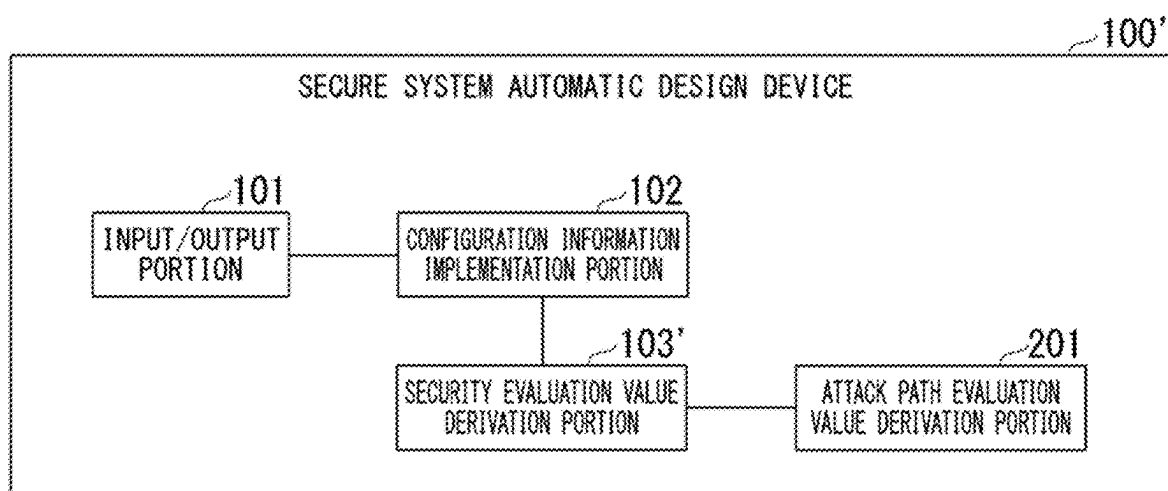 100'
SECURE SYSTEM AUTOMATIC DESIGN DEVICE
101
INPUT/OUTPUT
PORTION
102
CONFIGURATION INFORMATION
IMPLEMENTATION PORTION
103'
SECURITY EVALUATION VALUE
DERIVATION PORTION
201
ATTACK PATH EVALUATION
VALUE DERIVATION PORTION